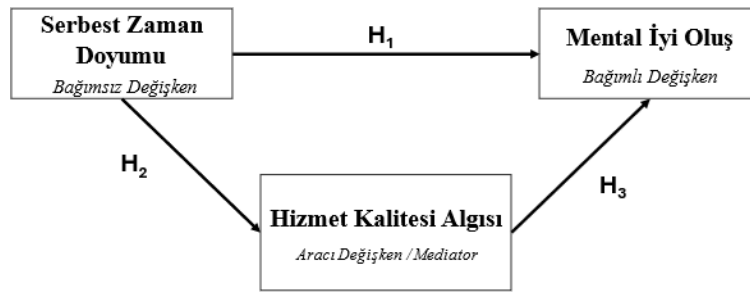 Serbest Zaman
Doyumu
Bağımsız Değişken
H₁
Mental İyi Oluş
Bağımlı Değişken
H₂
Hizmet Kalitesi Algısı
Aracı Değişken / Mediator
H₃